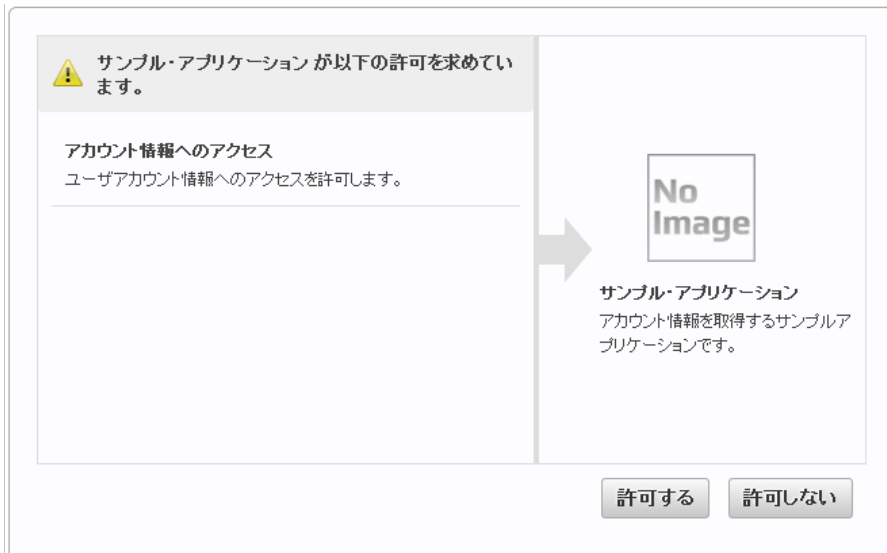 サンプル・アプリケーション が以下の許可を求めてい
ます。
アカウント情報へのアクセス
ユーザアカウント情報へのアクセスを許可します。
No
Image
サンプル・アプリケーション
アカウント情報を取得するサンプルア
プリケーションです。
許可する
許可しない